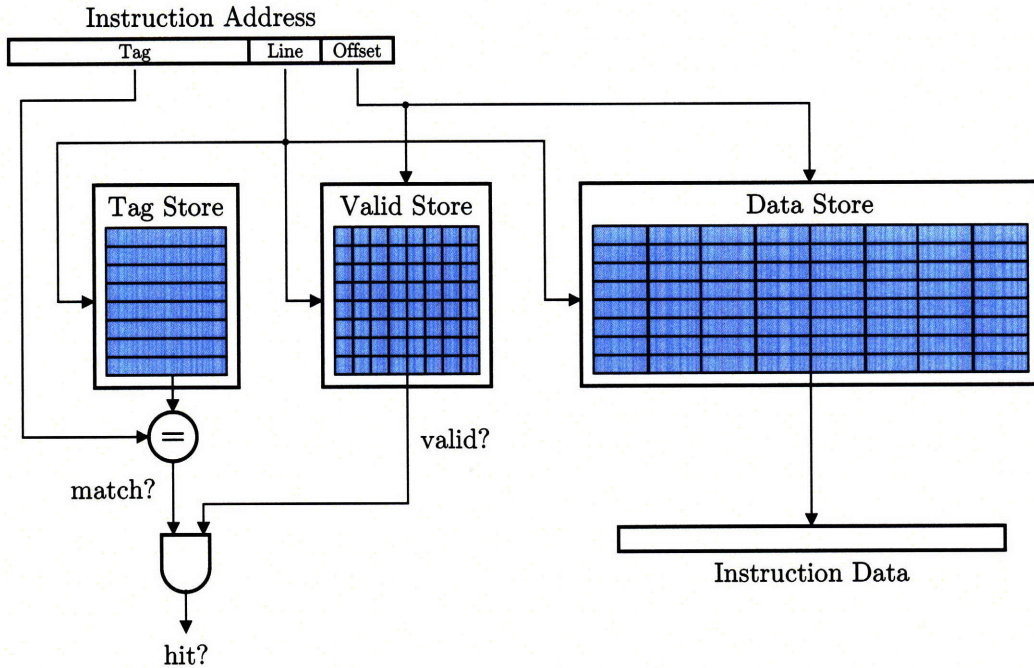 Instruction Address
Tag Line Offset
Tag Store
Valid Store
Data Store
=
valid?
match?
Instruction Data
hit?